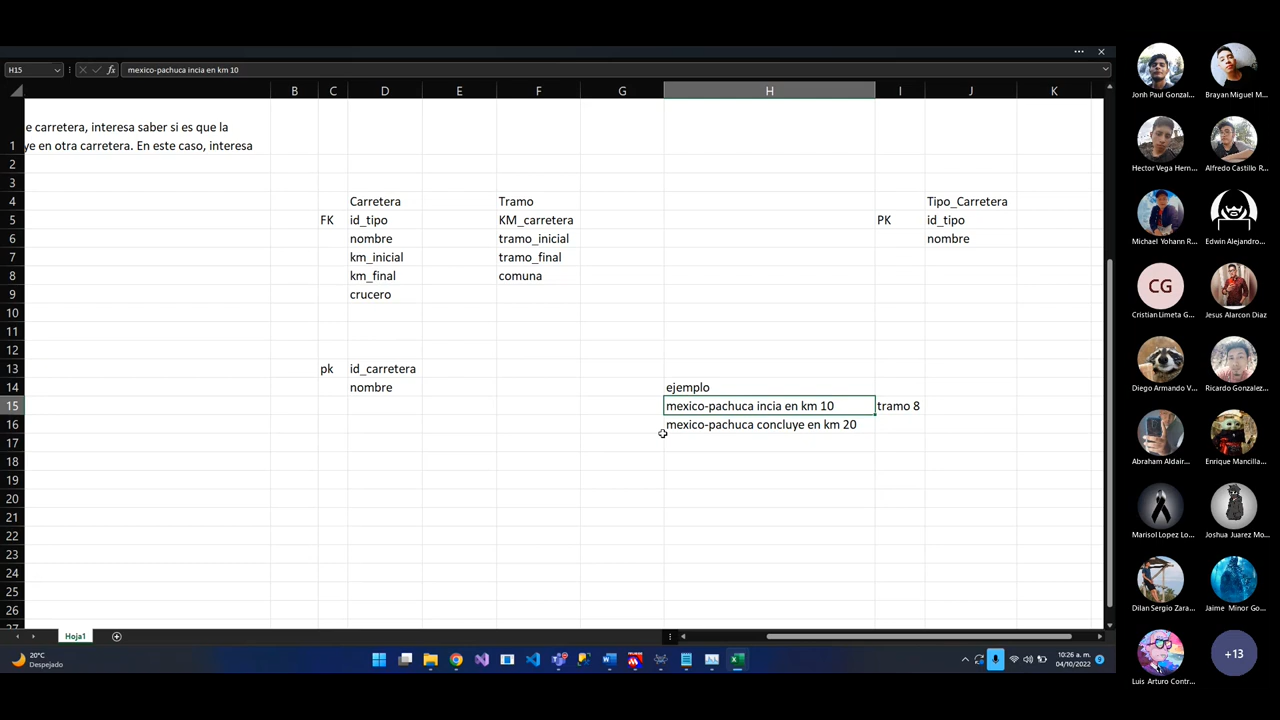 H15
mexico-pachuca incia en km 10
B C D E F G H I J K
1
e carretera, interesa saber si es que la
ye en otra carretera. En este caso, interesa
2
3
4 Carretera Tramo Tipo_Carretera
5 FK id_tipo KM_carretera PK id_tipo
6 nombre tramo_inicial nombre
7 km_inicial tramo_final
8 km_final comuna
9 crucero
10
11
12
13 pk id_carretera
14 nombre ejemplo
15 mexico-pachuca incia en km 10 tramo 8
16 mexico-pachuca concluye en km 20
17
18
19
20
21
22
23
24
25
26
27
Hoja1
20°C
Despejado
10:26 a. m.
04/10/2022
3
Jonh Paul Gonzal...
Brayan Miguel M...
Hector Vega Hern...
Alfredo Castillo R...
Michael Yohann R...
Edwin Alejandro...
CG
Cristian Limeta G...
Jesus Alarcon Diaz
Diego Armando V...
Ricardo Gonzalez...
Abraham Aldair...
Enrique Mancilla...
Marisol Lopez Lo...
Joshua Juarez Mo...
Dilan Sergio Zara...
Jaime Minor Go...
Luis Arturo Contr...
+13